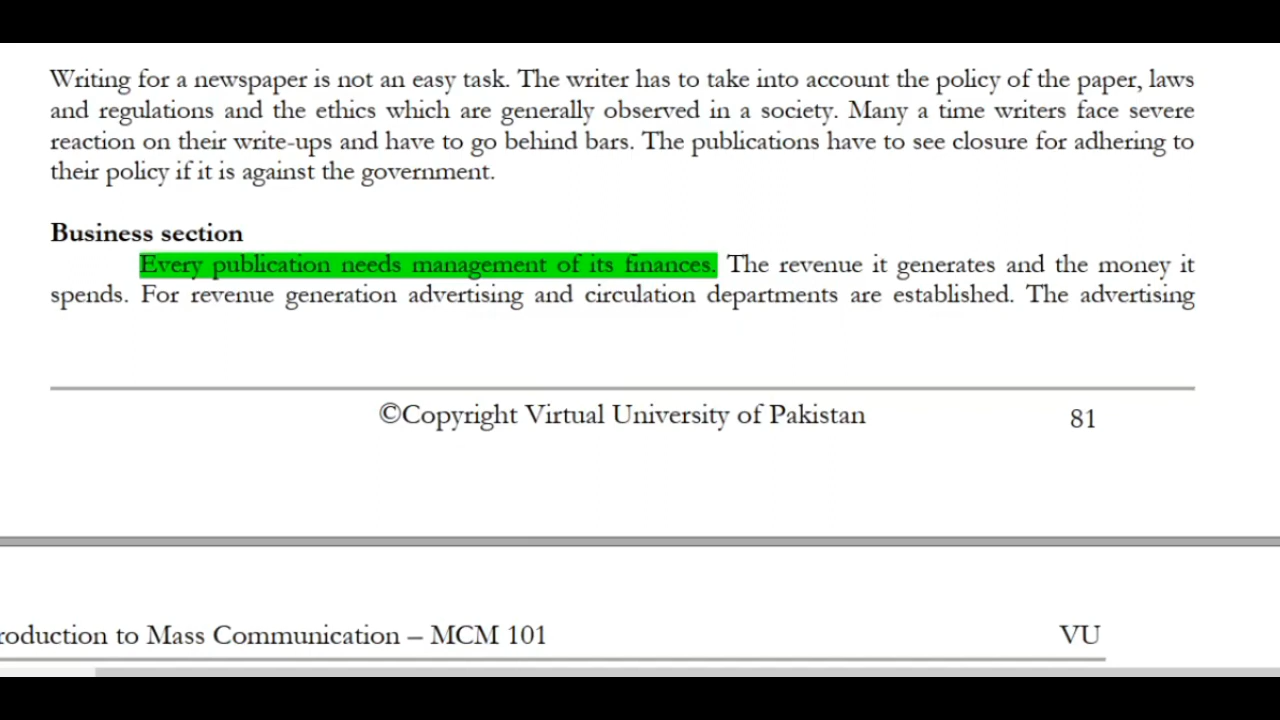 Writing for a newspaper is not an easy task. The writer has to take into account the policy of the paper, laws
and regulations and the ethics which are generally observed in a society. Many a time writers face severe
reaction on their write-ups and have to go behind bars. The publications have to see closure for adhering to
their policy if it is against the government.
Business section
Every publication needs management of its finances. The revenue it generates and the money it
spends. For revenue generation advertising and circulation departments are established. The advertising
©Copyright Virtual University of Pakistan 81
roduction to Mass Communication – MCM 101 VU